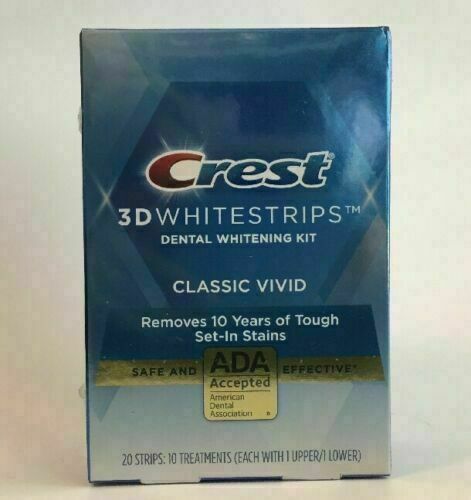 Crest®
3DWHITESTRIPS™
DENTAL WHITENING KIT
CLASSIC VIVID
Removes 10 Years of Tough
Set-In Stains
SAFE AND ADA EFFECTIVE*
Accepted
American
Dental
Association ®
20 STRIPS: 10 TREATMENTS (EACH WITH 1 UPPER/1 LOWER)